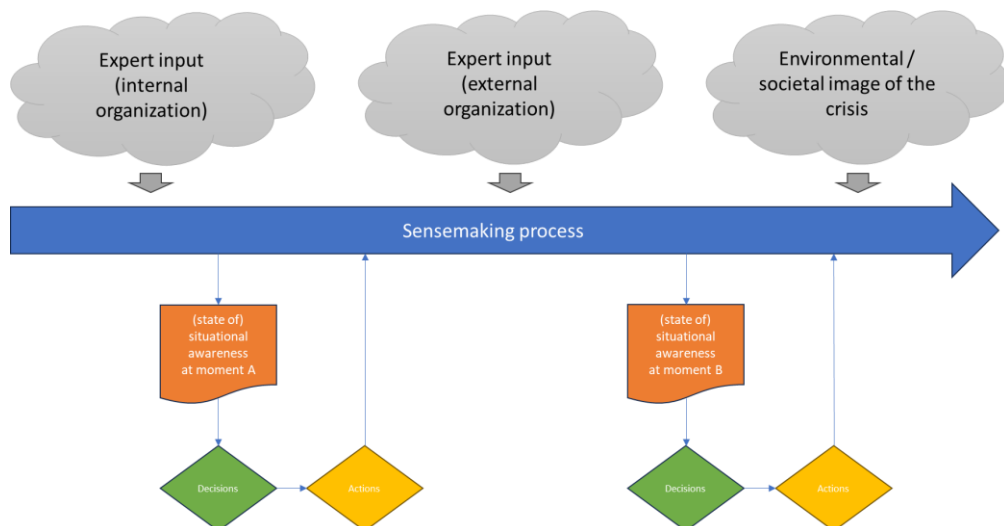 Expert input
(internal
organization)
Expert input
(external
organization)
Environmental /
societal image of the
crisis
Sensemaking process
(state of)
situational
awareness
at moment A
(state of)
situational
awareness
at moment B
Decisions
Actions
Decisions
Actions